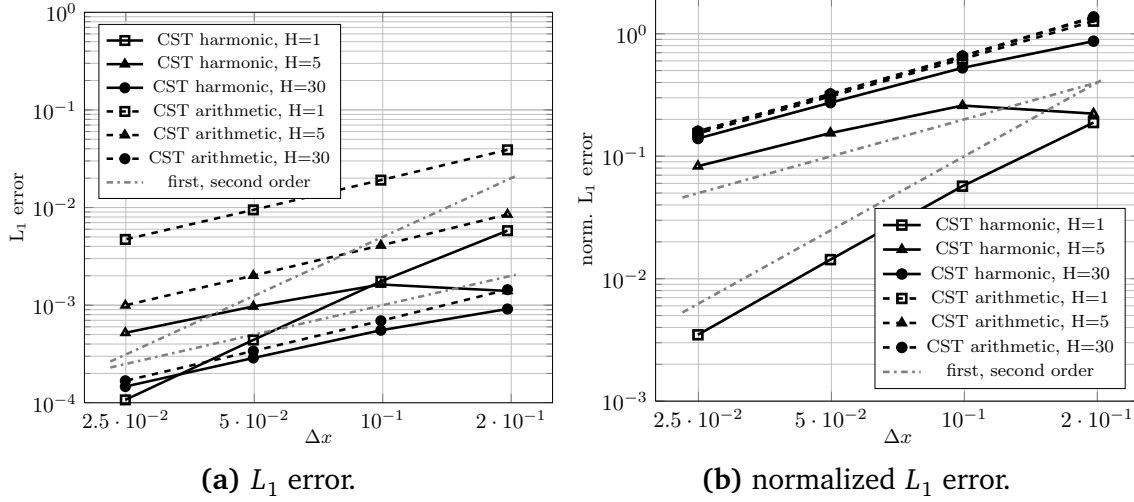 10^0
10^{-1}
10^{-2}
10^{-3}
10^{-4}
L_1 error
CST harmonic, H=1
CST harmonic, H=5
CST harmonic, H=30
CST arithmetic, H=1
CST arithmetic, H=5
CST arithmetic, H=30
first, second order
2.5 · 10^{-2}
5 · 10^{-2}
10^{-1}
2 · 10^{-1}
Δx
(a) L_1 error.
10^0
10^{-1}
10^{-2}
10^{-3}
norm. L_1 error
CST harmonic, H=1
CST harmonic, H=5
CST harmonic, H=30
CST arithmetic, H=1
CST arithmetic, H=5
CST arithmetic, H=30
first, second order
2.5 · 10^{-2}
5 · 10^{-2}
10^{-1}
2 · 10^{-1}
Δx
(b) normalized L_1 error.